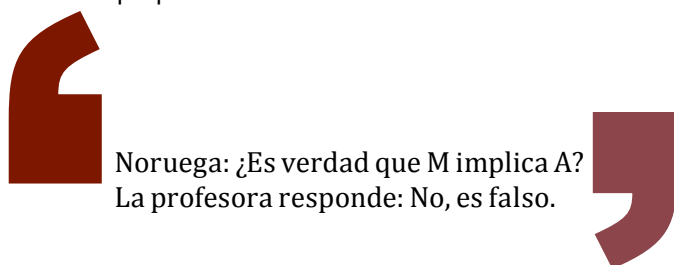 Noruega: ¿Es verdad que M implica A?
La profesora responde: No, es falso.